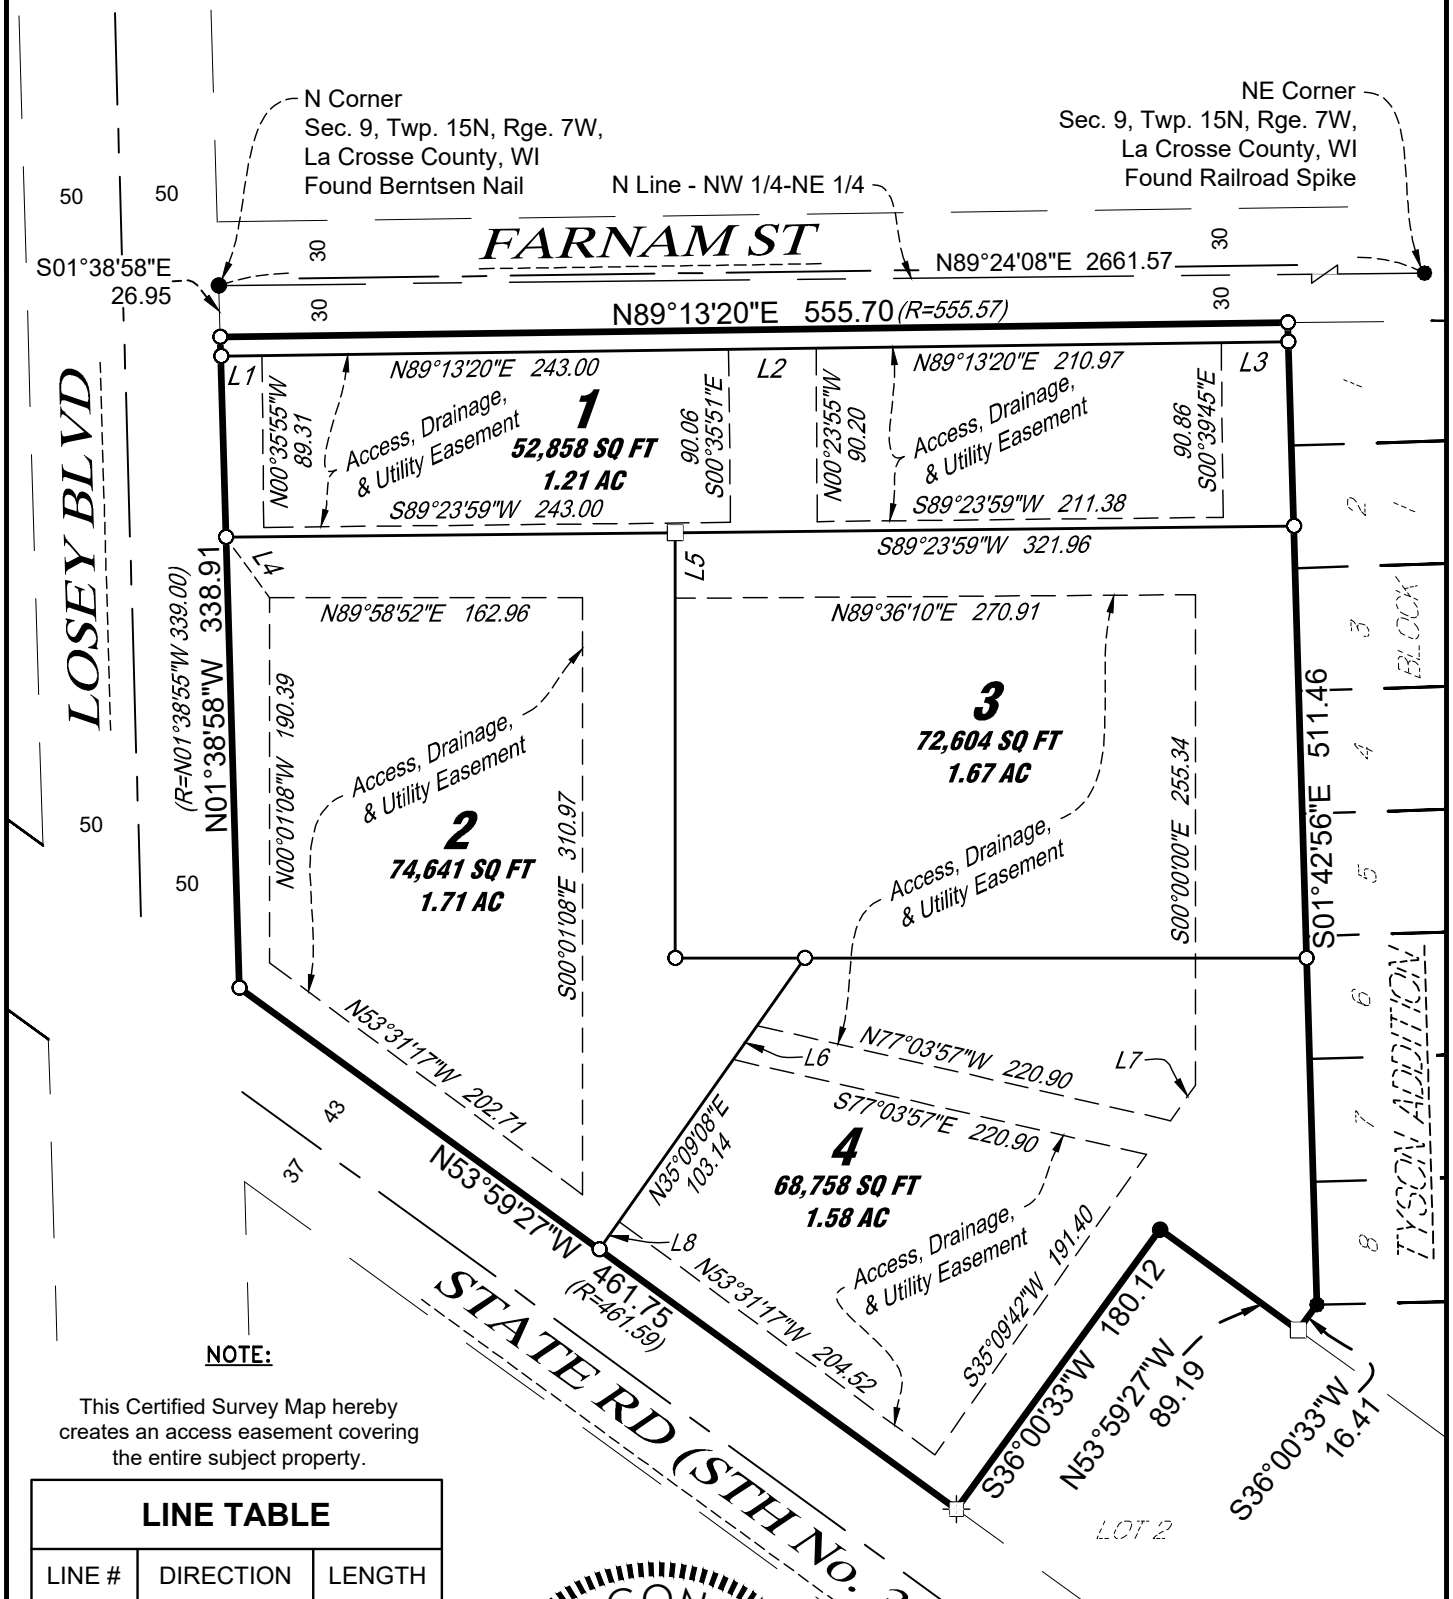 N Corner
Sec. 9, Twp. 15N, Rge. 7W,
La Crosse County, WI
Found Berntsen Nail
NE Corner
Sec. 9, Twp. 15N, Rge. 7W,
La Crosse County, WI
Found Railroad Spike
N Line - NW 1/4-NE 1/4
50
50
30
30
FARNAM ST
S01°38'58"E
26.95
N89°24'08"E 2661.57
30
30
N89°13'20"E 555.70 (R=555.57)
L1
N89°13'20"E 243.00
L2
N89°13'20"E 210.97
L3
N00°35'55"W
89.31
Access, Drainage,
& Utility Easement
1
52,858 SQ FT
1.21 AC
90.06
S00°35'51"E
N00°23'55"W
90.20
Access, Drainage,
& Utility Easement
90.86
S00°39'45"E
S89°23'59"W 243.00
S89°23'59"W 211.38
S89°23'59"W 321.96
LOSEY BLVD
L4
L5
(R=N01°38'55"W 339.00)
N01°38'58"W 338.91
N89°58'52"E 162.96
N89°36'10"E 270.91
N00°01'08"W 190.39
Access, Drainage,
& Utility Easement
2
74,641 SQ FT
1.71 AC
S00°01'08"E 310.97
3
72,604 SQ FT
1.67 AC
Access, Drainage,
& Utility Easement
S00°00'00"E 255.34
S01°42'56"E 511.46
1
2
3
4
5
6
7
8
BLOCK 1
TYSON ADDITION
50
50
N53°31'17"W 202.71
N77°03'57"W 220.90
L6
L7
S77°03'57"E 220.90
43
37
N53°59'27"W 461.75
(R=461.59)
N35°09'08"E
103.14
4
68,758 SQ FT
1.58 AC
L8
Access, Drainage,
& Utility Easement
N53°31'17"W 204.52
S35°09'42"W 191.40
S36°00'33"W 180.12
N53°59'27"W
89.19
S36°00'33"W
16.41
LOT 2
STATE RD (STH No.
NOTE:
This Certified Survey Map hereby
creates an access easement covering
the entire subject property.
LINE TABLE
LINE # DIRECTION LENGTH
CON